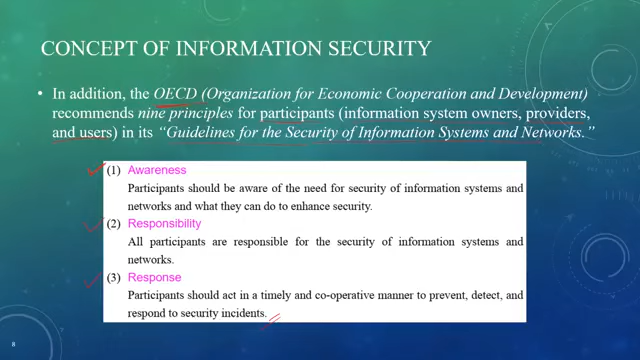 CONCEPT OF INFORMATION SECURITY
• In addition, the OECD (Organization for Economic Cooperation and Development)
recommends nine principles for participants (information system owners, providers,
and users) in its “Guidelines for the Security of Information Systems and Networks.”
(1) Awareness
Participants should be aware of the need for security of information systems and
networks and what they can do to enhance security.
(2) Responsibility
All participants are responsible for the security of information systems and
networks.
(3) Response
Participants should act in a timely and co-operative manner to prevent, detect, and
respond to security incidents.
8